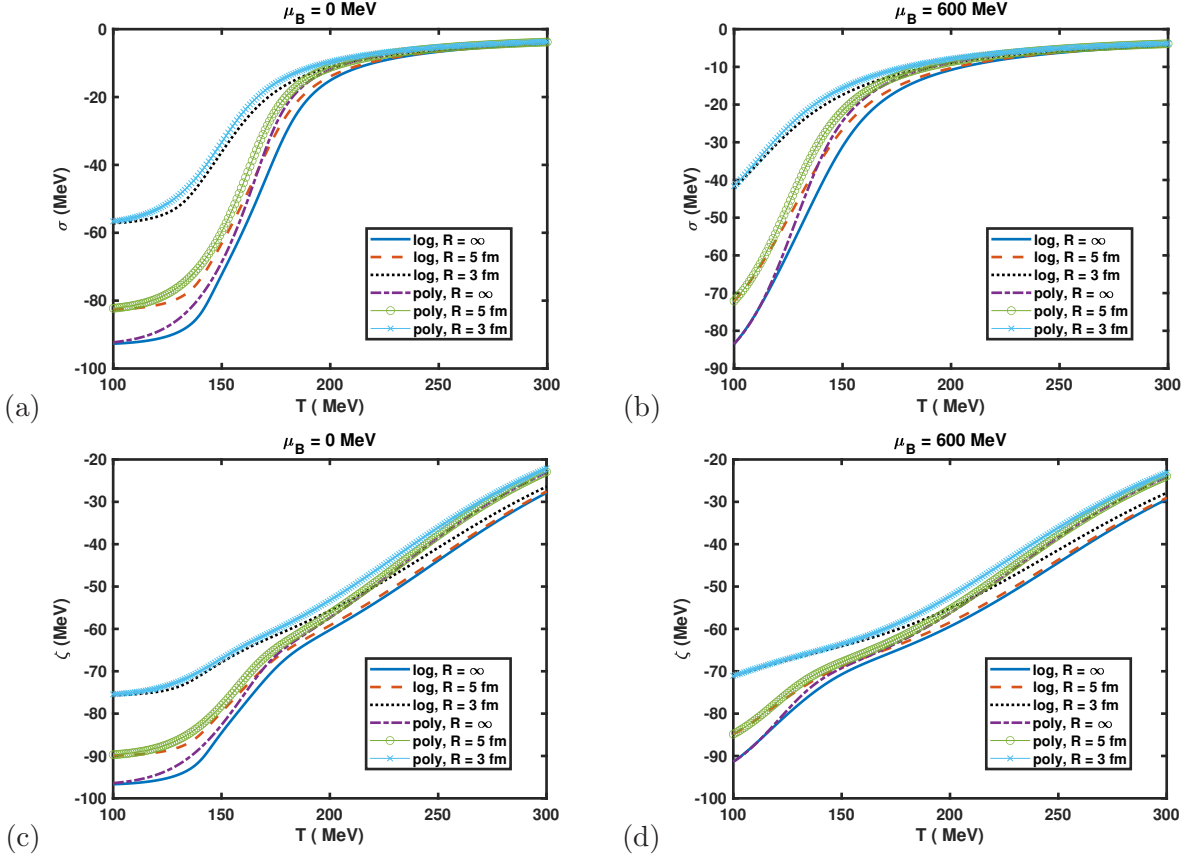 μB = 0 MeV
0
-20
-40
-60
-80
-100
σ (MeV)
log, R = ∞
log, R = 5 fm
log, R = 3 fm
poly, R = ∞
poly, R = 5 fm
poly, R = 3 fm
100 150 200 250 300
T ( MeV)
(a)
μB = 600 MeV
0
-10
-20
-30
-40
-50
-60
-70
-80
-90
σ (MeV)
log, R = ∞
log, R = 5 fm
log, R = 3 fm
poly, R = ∞
poly, R = 5 fm
poly, R = 3 fm
100 150 200 250 300
T ( MeV)
(b)
μB = 0 MeV
-20
-30
-40
-50
-60
-70
-80
-90
-100
ζ (MeV)
log, R = ∞
log, R = 5 fm
log, R = 3 fm
poly, R = ∞
poly, R = 5 fm
poly, R = 3 fm
100 150 200 250 300
T ( MeV)
(c)
μB = 600 MeV
-20
-30
-40
-50
-60
-70
-80
-90
-100
ζ (MeV)
log, R = ∞
log, R = 5 fm
log, R = 3 fm
poly, R = ∞
poly, R = 5 fm
poly, R = 3 fm
100 150 200 250 300
T ( MeV)
(d)